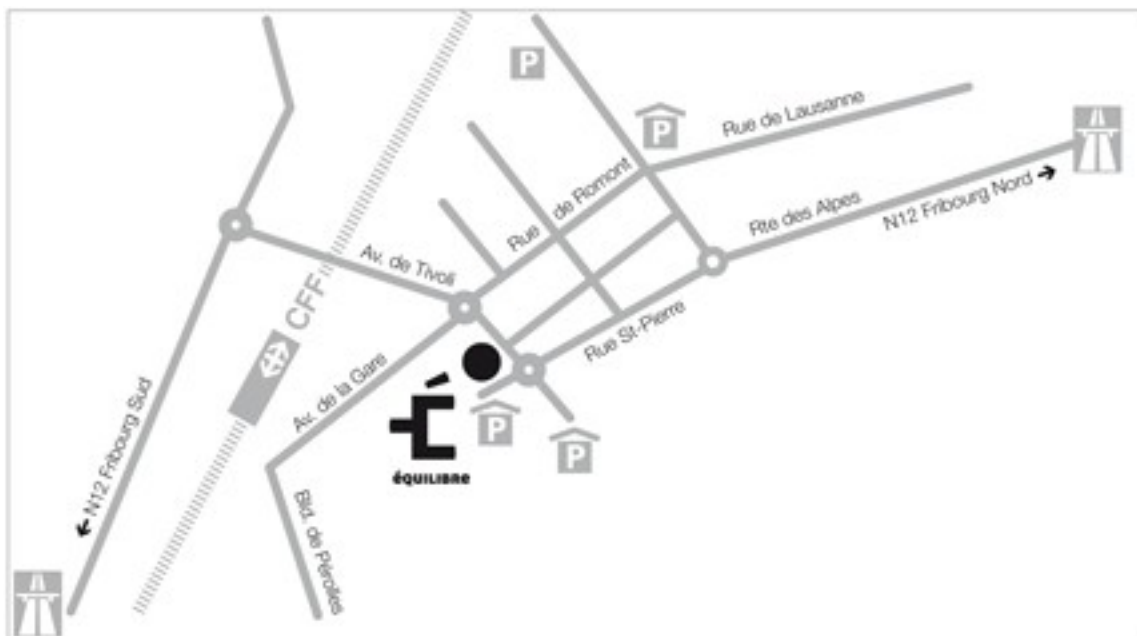 P
P
Rue de Lausanne
Rue de Romont
Rte des Alpes
N12 Fribourg Nord →
Av. de Tivoli
CFF
Rue St-Pierre
Av. de la Gare
← N12 Fribourg Sud
P
P
éQUILIBRE
Bld. de Pérolles